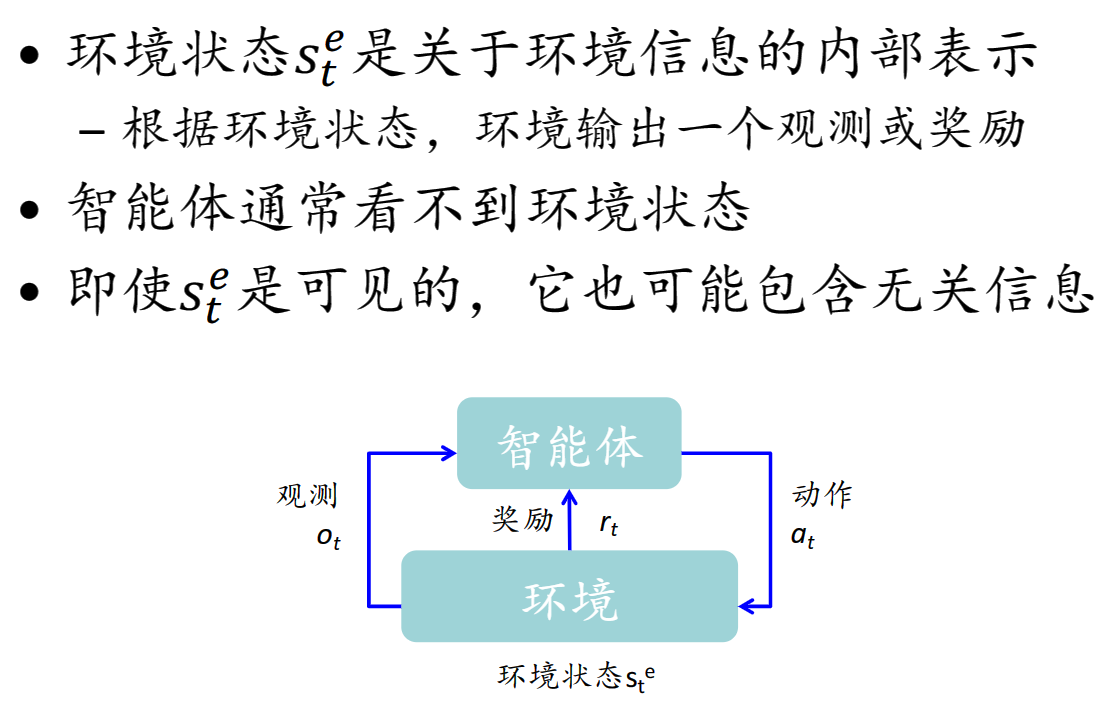 • 环境状态$s_t^e$是关于环境信息的内部表示
– 根据环境状态，环境输出一个观测或奖励
• 智能体通常看不到环境状态
• 即使$s_t^e$是可见的，它也可能包含无关信息
智能体
观测
$o_t$
奖励 $r_t$
动作
$a_t$
环境
环境状态$s_t^e$